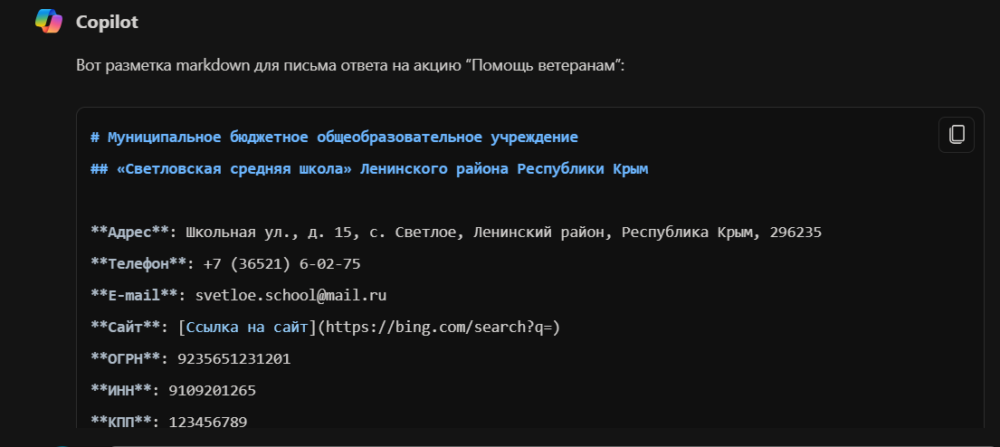 Copilot
Вот разметка markdown для письма ответа на акцию “Помощь ветеранам”:
# Муниципальное бюджетное общеобразовательное учреждение
## «Светловская средняя школа» Ленинского района Республики Крым
**Адрес**: Школьная ул., д. 15, с. Светлое, Ленинский район, Республика Крым, 296235
**Телефон**: +7 (36521) 6-02-75
**E-mail**: svetloe.school@mail.ru
**Сайт**: [Ссылка на сайт](https://bing.com/search?q=)
**ОГРН**: 9235651231201
**ИНН**: 9109201265
**КПП**: 123456789